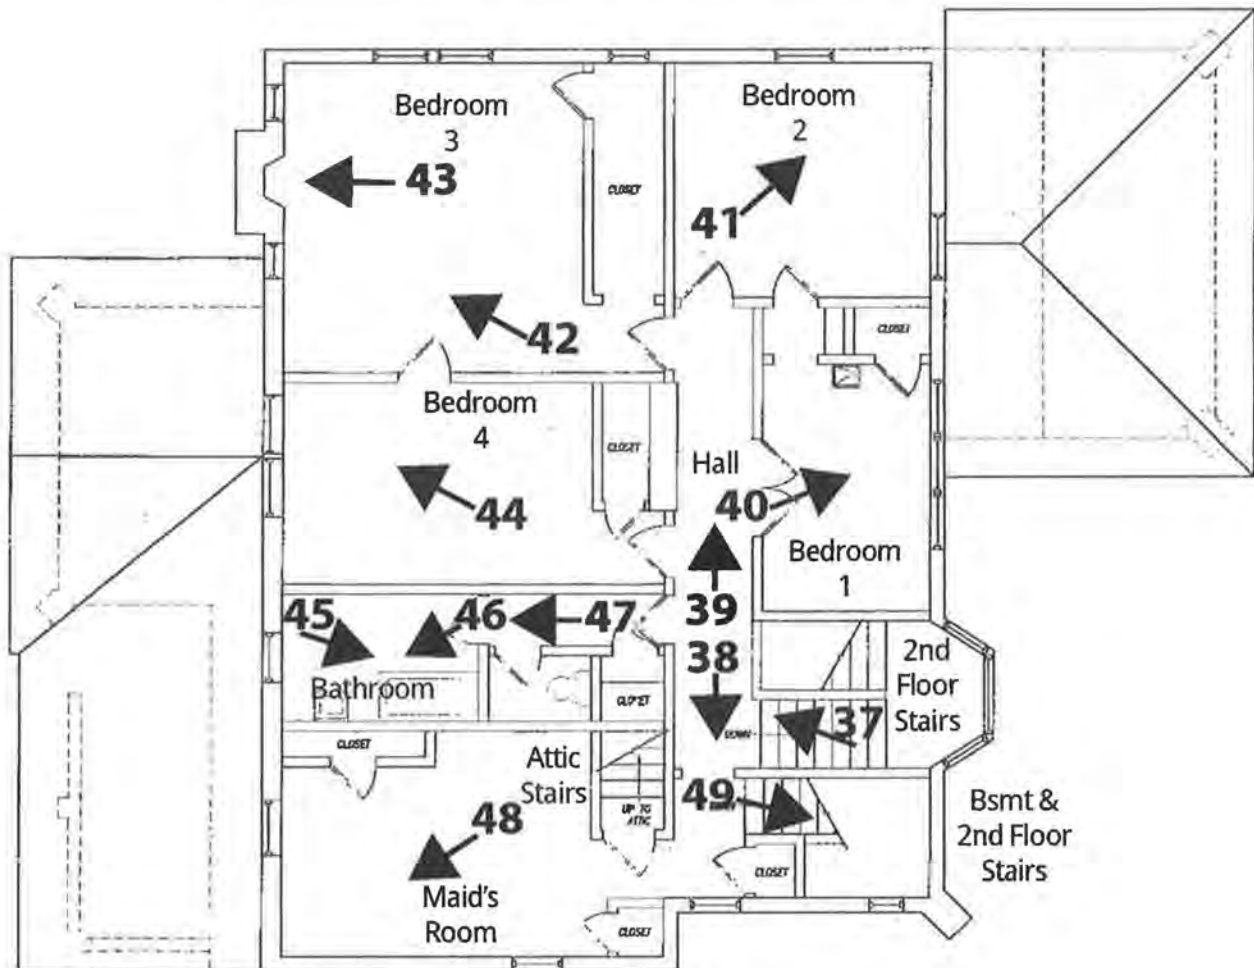 Bedroom
3
Bedroom
2
43
CLOSET
41
CLOSET
42
Bedroom
4
CLOSET
Hall
44
40
Bedroom
1
39
45
46
47
38
2nd
Floor
Stairs
Bathroom
CLOSET
DOWN
37
CLOSET
Attic
Stairs
49
UP TO
ATTIC
Bsmt &
2nd Floor
Stairs
48
CLOSET
Maid's
Room
CLOSET